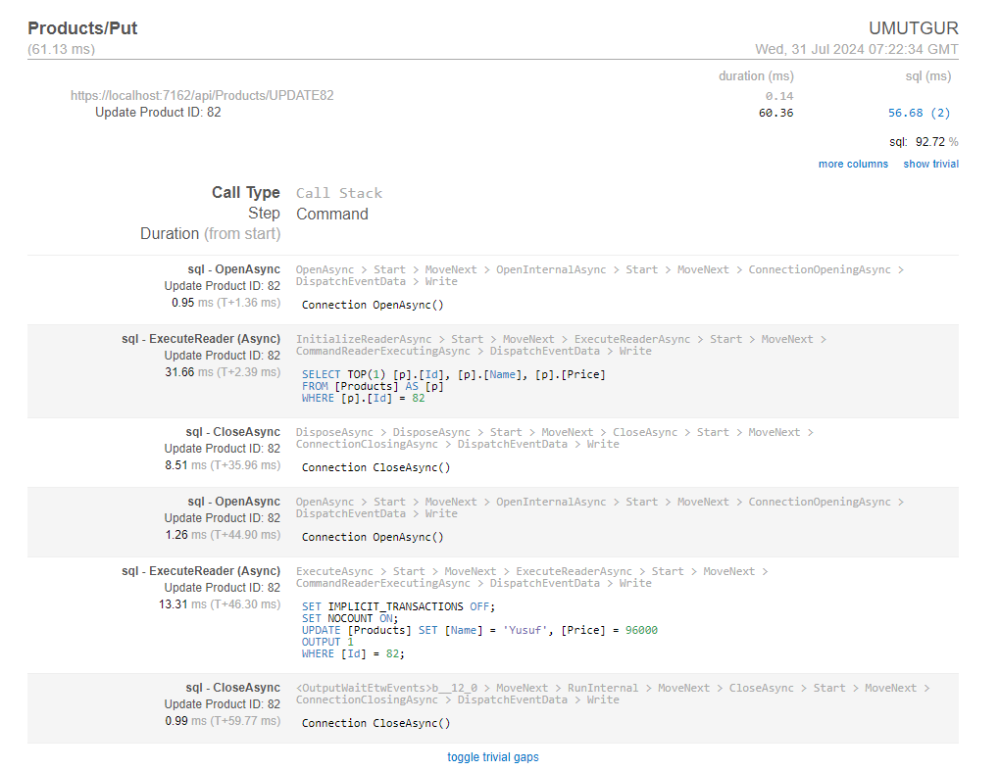 Products/Put UMUTGUR
(61.13 ms) Wed, 31 Jul 2024 07:22:34 GMT
duration (ms) sql (ms)
https://localhost:7162/api/Products/UPDATE82 0.14
Update Product ID: 82 60.36 56.68 (2)
sql: 92.72 %
more columns show trivial
Call Type Call Stack
Step Command
Duration (from start)
sql - OpenAsync OpenAsync > Start > MoveNext > OpenInternalAsync > Start > MoveNext > ConnectionOpeningAsync >
Update Product ID: 82 DispatchEventData > Write
0.95 ms (T+1.36 ms) Connection OpenAsync()
sql - ExecuteReader (Async) InitializeReaderAsync > Start > MoveNext > ExecuteReaderAsync > Start > MoveNext >
Update Product ID: 82 CommandReaderExecutingAsync > DispatchEventData > Write
31.66 ms (T+2.39 ms) SELECT TOP(1) [p].[Id], [p].[Name], [p].[Price]
FROM [Products] AS [p]
WHERE [p].[Id] = 82
sql - CloseAsync DisposeAsync > DisposeAsync > Start > MoveNext > CloseAsync > Start > MoveNext >
Update Product ID: 82 ConnectionClosingAsync > DispatchEventData > Write
8.51 ms (T+35.96 ms) Connection CloseAsync()
sql - OpenAsync OpenAsync > Start > MoveNext > OpenInternalAsync > Start > MoveNext > ConnectionOpeningAsync >
Update Product ID: 82 DispatchEventData > Write
1.26 ms (T+44.90 ms) Connection OpenAsync()
sql - ExecuteReader (Async) ExecuteAsync > Start > MoveNext > ExecuteReaderAsync > Start > MoveNext >
Update Product ID: 82 CommandReaderExecutingAsync > DispatchEventData > Write
13.31 ms (T+46.30 ms) SET IMPLICIT_TRANSACTIONS OFF;
SET NOCOUNT ON;
UPDATE [Products] SET [Name] = 'Yusuf', [Price] = 96000
OUTPUT 1
WHERE [Id] = 82;
sql - CloseAsync <OutputWaitEtwEvents>b__12_0 > MoveNext > RunInternal > MoveNext > CloseAsync > Start > MoveNext >
Update Product ID: 82 ConnectionClosingAsync > DispatchEventData > Write
0.99 ms (T+59.77 ms) Connection CloseAsync()
toggle trivial gaps